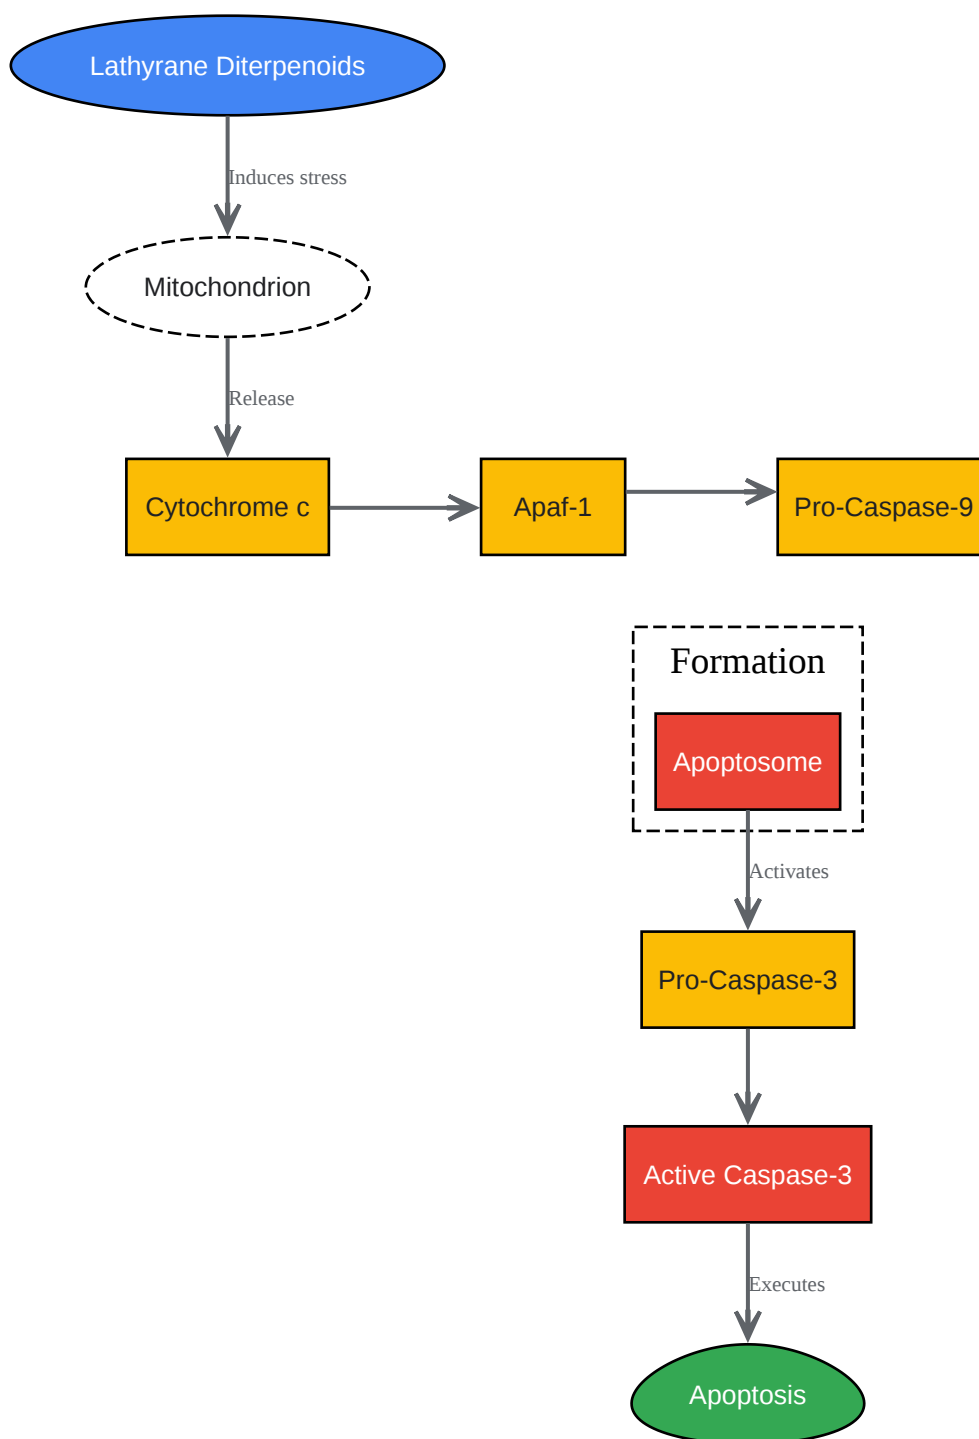 Lathyrane Diterpenoids
Induces stress
Mitochondrion
Release
Cytochrome c
Apaf-1
Pro-Caspase-9
Formation
Apoptosome
Activates
Pro-Caspase-3
Active Caspase-3
Executes
Apoptosis